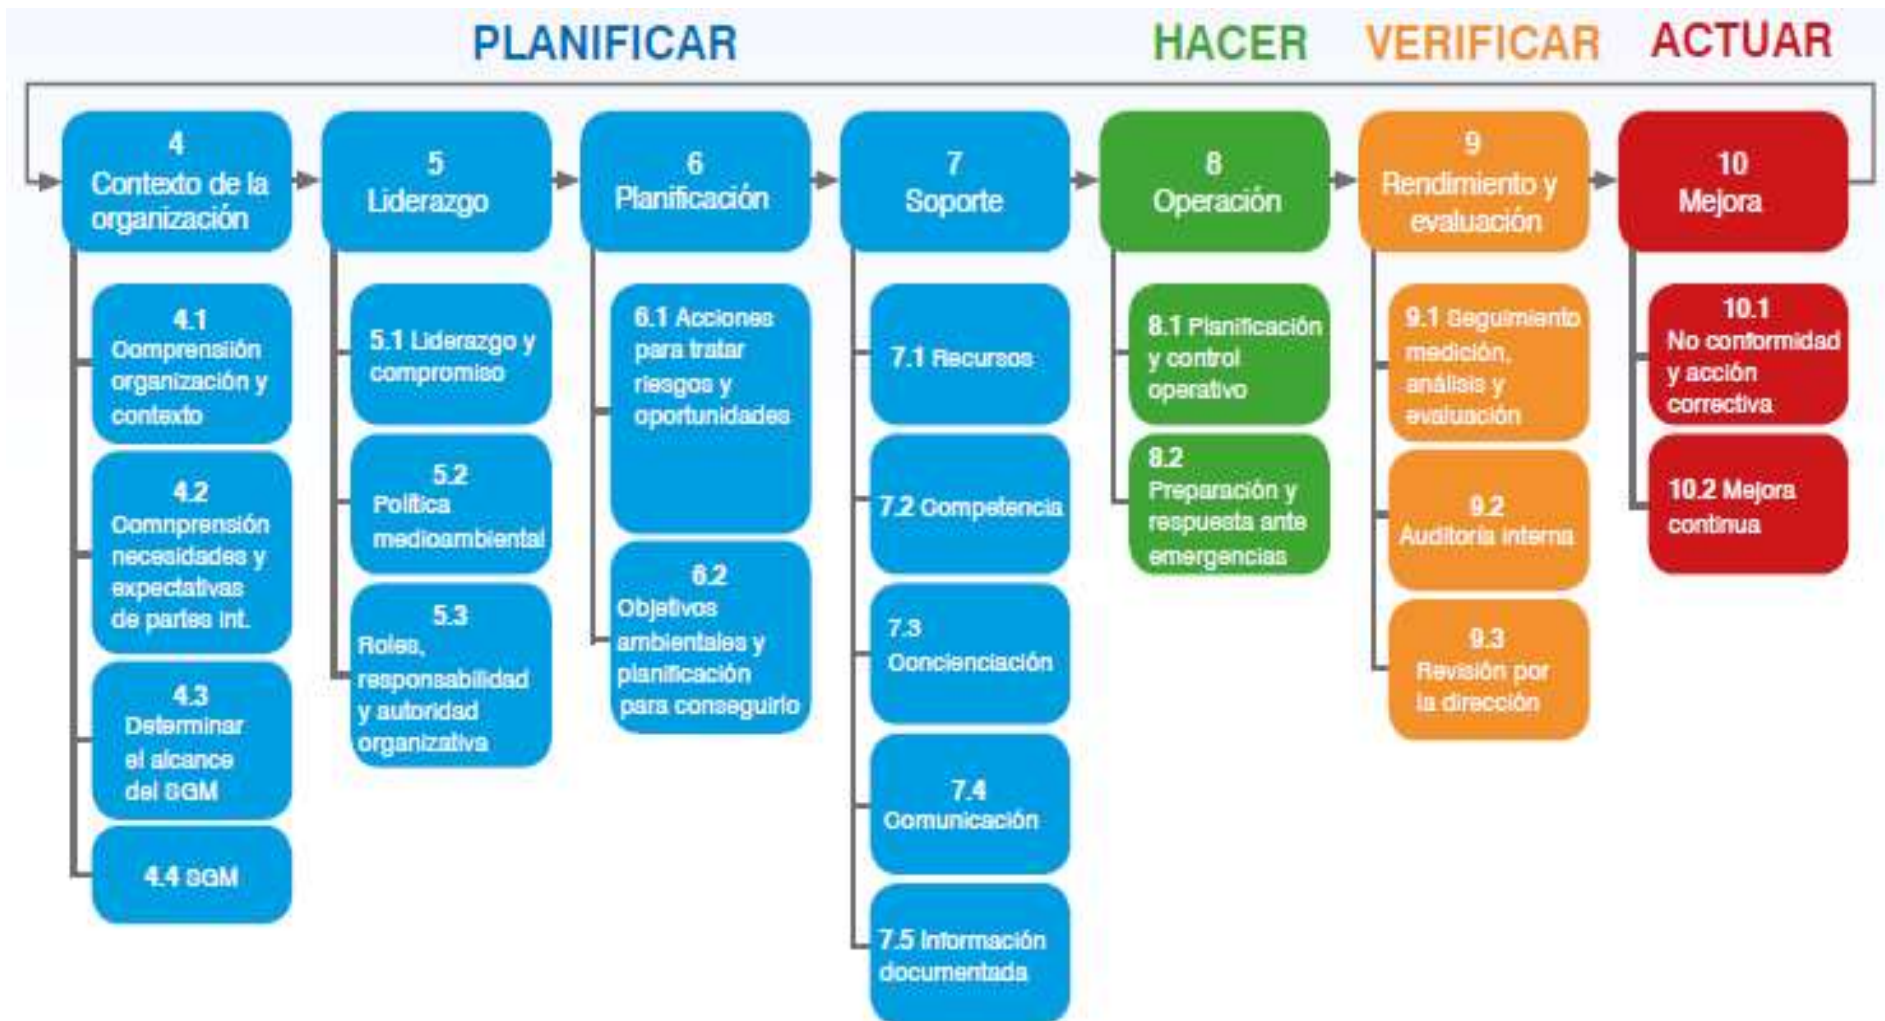 PLANIFICAR
HACER
VERIFICAR
ACTUAR
4
Contexto de la
organización
4.1
Comprensiión
organización y
contexto
4.2
Comnprensión
necesidades y
expectativas
de partes int.
4.3
Determinar
el alcance
del SGM
4.4 SGM
5
Liderazgo
5.1 Liderazgo y
compromiso
5.2
Política
medioambiental
5.3
Roles,
responsabilidad
y autoridad
organizativa
6
Planificación
6.1 Acciones
para tratar
riesgos y
oportunidades
6.2
Objetivos
ambientales y
planificación
para conseguirlo
7
Soporte
7.1 Recursos
7.2 Competencia
7.3
Concienciación
7.4
Comunicación
7.5 Información
documentada
8
Operación
8.1 Planificación
y control
operativo
8.2
Preparación y
respuesta ante
emergencias
9
Rendimiento y
evaluación
9.1 Seguimiento
medición,
análisis y
evaluación
9.2
Auditoría interna
9.3
Revisión por
la dirección
10
Mejora
10.1
No conformidad
y acción
correctiva
10.2 Mejora
continua